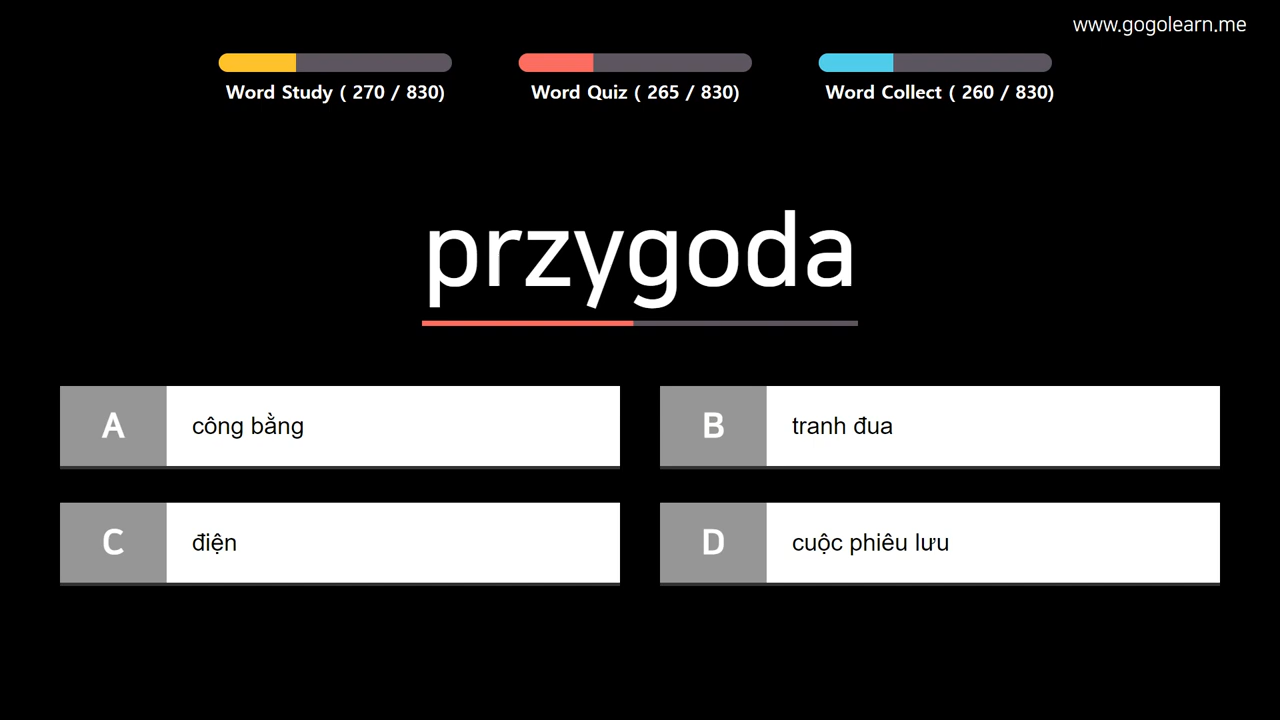 www.gogolearn.me
Word Study ( 270 / 830)
Word Quiz ( 265 / 830)
Word Collect ( 260 / 830)
przygoda
A
công bằng
B
tranh đua
C
điện
D
cuộc phiêu lưu